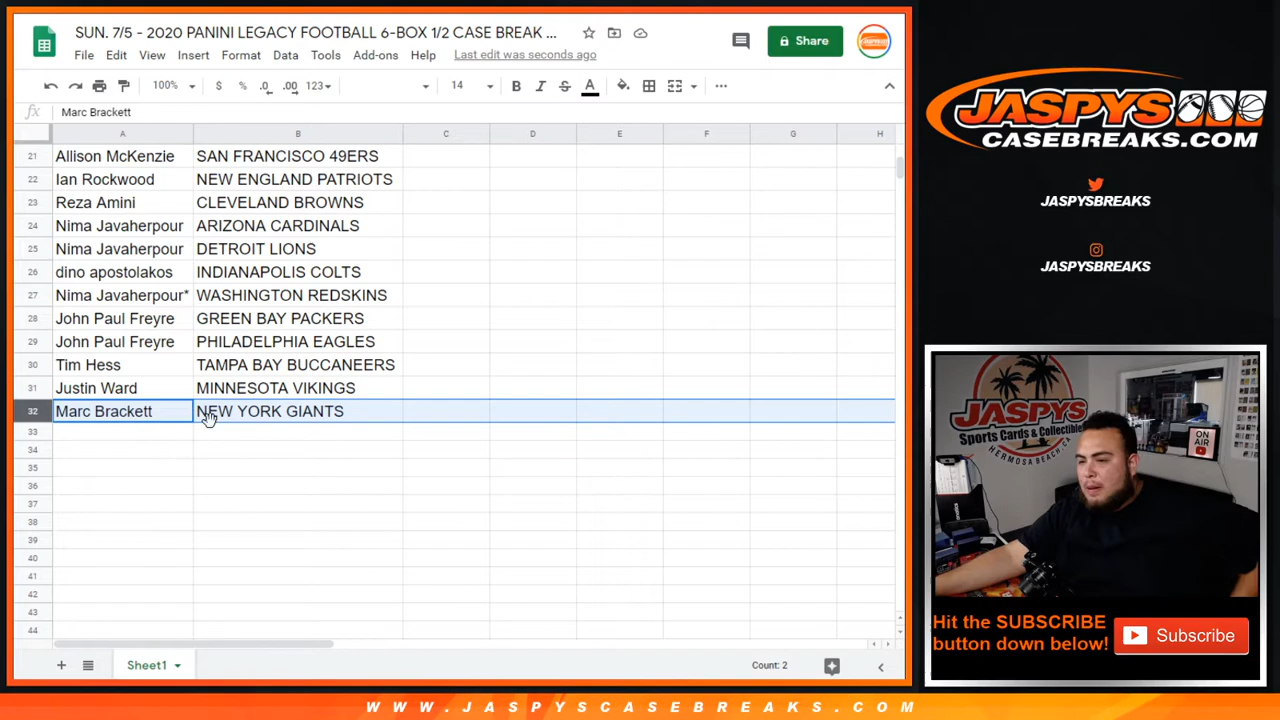 SUN. 7/5 - 2020 PANINI LEGACY FOOTBALL 6-BOX 1/2 CASE BREAK ...
File Edit View Insert Format Data Tools Add-ons Help Last edit was seconds ago
Share
100% $ % .0 .00 123 14 B I S A ...
fx Marc Brackett
A B C D E F G H
21 Allison McKenzie SAN FRANCISCO 49ERS
22 Ian Rockwood NEW ENGLAND PATRIOTS
23 Reza Amini CLEVELAND BROWNS
24 Nima Javaherpour ARIZONA CARDINALS
25 Nima Javaherpour DETROIT LIONS
26 dino apostolakos INDIANAPOLIS COLTS
27 Nima Javaherpour* WASHINGTON REDSKINS
28 John Paul Freyre GREEN BAY PACKERS
29 John Paul Freyre PHILADELPHIA EAGLES
30 Tim Hess TAMPA BAY BUCCANEERS
31 Justin Ward MINNESOTA VIKINGS
32 Marc Brackett NEW YORK GIANTS
33
34
35
36
37
38
39
40
41
42
43
44
Sheet1
Count: 2
JASPYS
CASEBREAKS.COM
JASPYSBREAKS
JASPYSBREAKS
JASPYS
Sports Cards & Collectibles
HERMOSA BEACH, CA
ON AIR
Hit the SUBSCRIBE
button down below!
Subscribe
WWW.JASPYSCASEBREAKS.COM